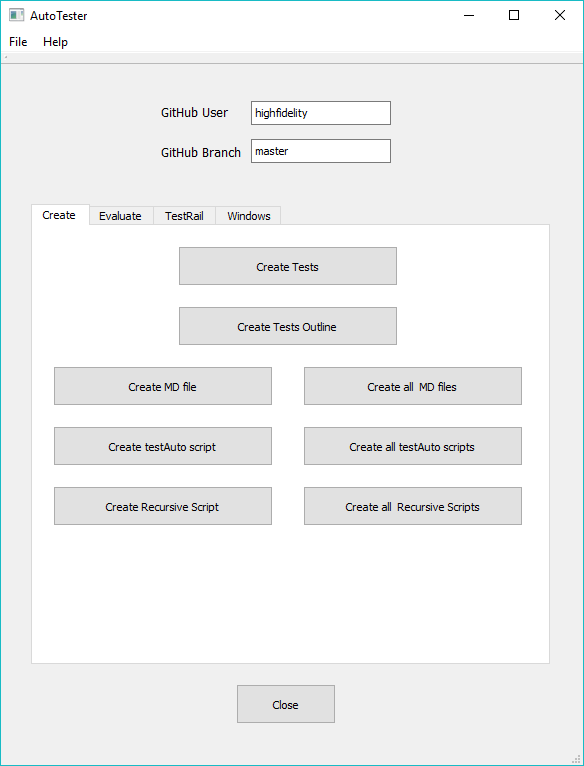 AutoTester
File Help
GitHub User highfidelity
GitHub Branch master
Create Evaluate TestRail Windows
Create Tests
Create Tests Outline
Create MD file Create all  MD files
Create testAuto script Create all testAuto scripts
Create Recursive Script Create all  Recursive Scripts
Close